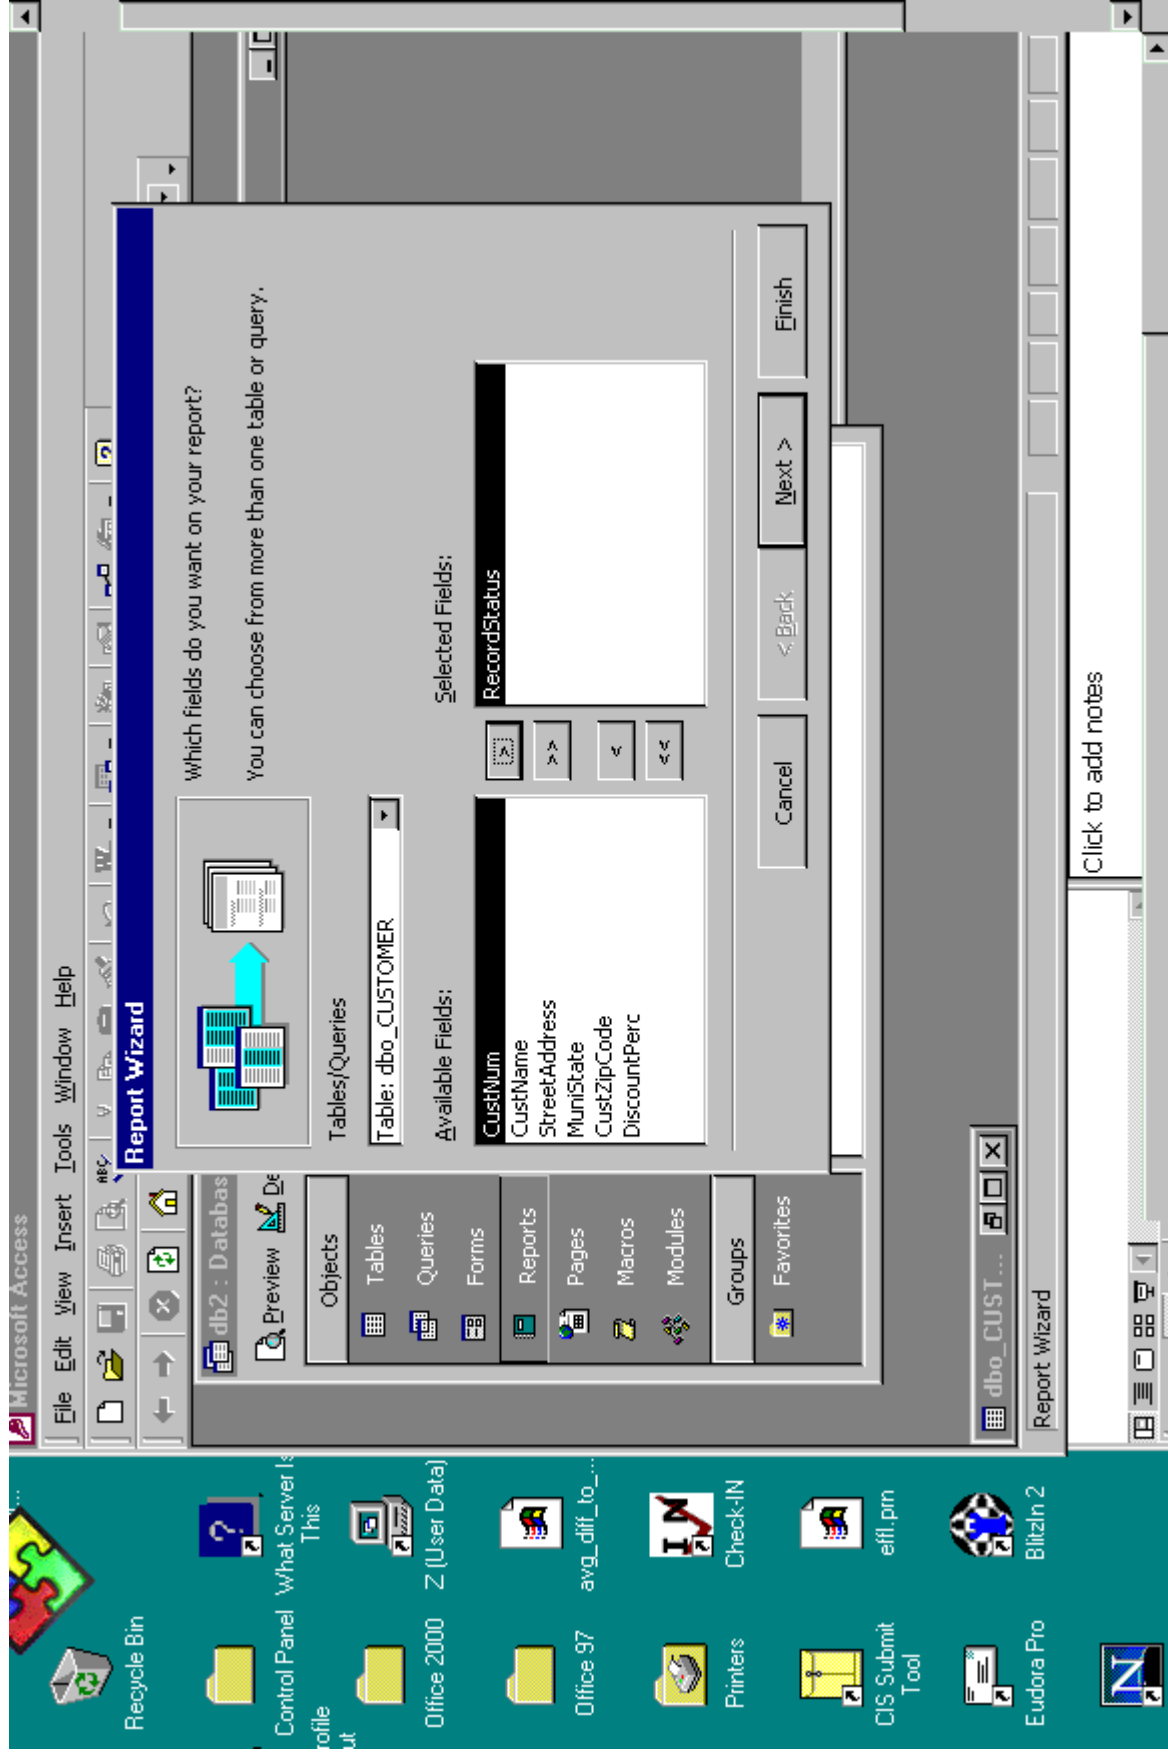 Microsoft Access
File Edit View Insert Tools Window Help
ABC
W
db2 : Databas
Preview De
Objects
Tables
Queries
Forms
Reports
Pages
Macros
Modules
Groups
Favorites
Report Wizard
Which fields do you want on your report?
You can choose from more than one table or query.
Tables/Queries
Table: dbo_CUSTOMER
Available Fields:
Selected Fields:
CustNum
CustName
StreetAddress
MuniState
CustZipCode
DiscountPerc
RecordStatus
>
>>
<
<<
Cancel
< Back
Next >
Finish
dbo_CUST...
Report Wizard
Click to add notes
Recycle Bin
Control Panel
What Server Is
This
Office 2000
Z (User Data)
Office 97
avg_diff_to_...
Printers
IN
Check-IN
CIS Submit
Tool
effl.prn
Eudora Pro
BlitzIn 2
N
rofile
ut